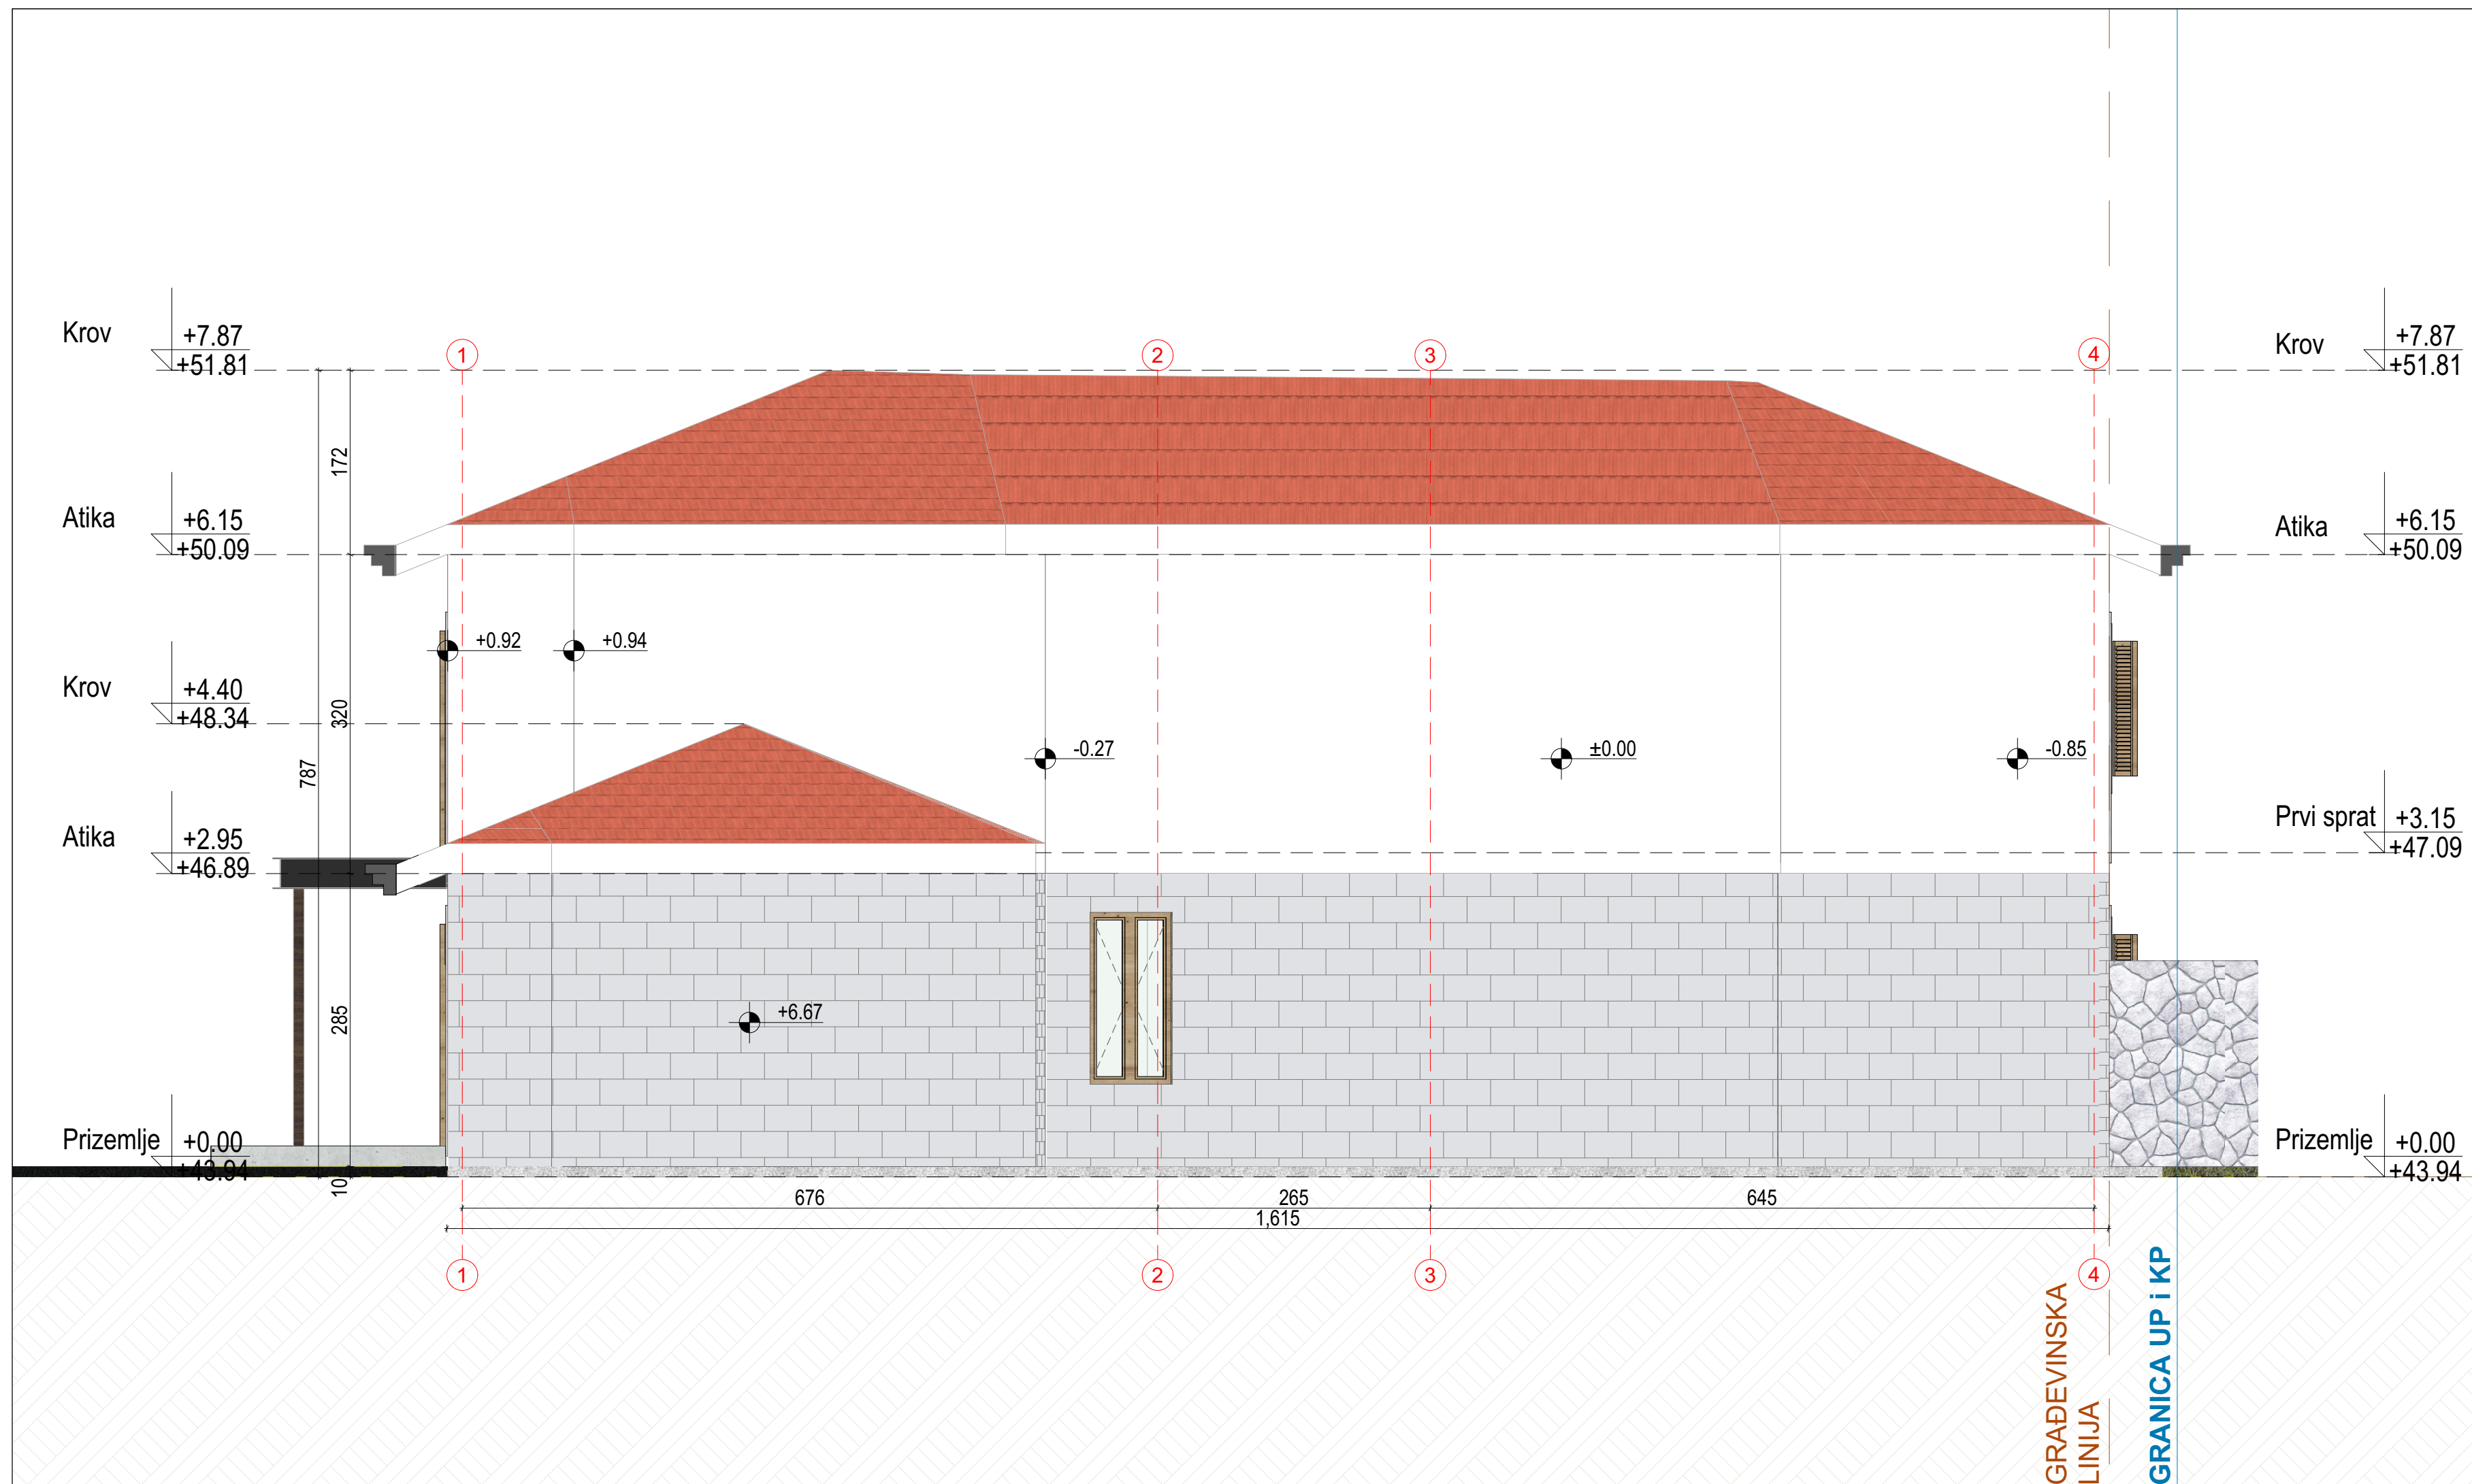 Krov +7.87
+51.81
Krov +7.87
+51.81
1 2 3 4
172
Atika +6.15
+50.09
Atika +6.15
+50.09
+0.92 +0.94
Krov +4.40
+48.34
320
787
-0.27 ±0.00 -0.85
Atika +2.95
+46.89
Prvi sprat +3.15
+47.09
285
+6.67
Prizemlje +0.00
+43.94
Prizemlje +0.00
+43.94
10
676 265 645
1,615
1 2 3 4
GRAĐEVINSKA
LINIJA
GRANICA UP i KP